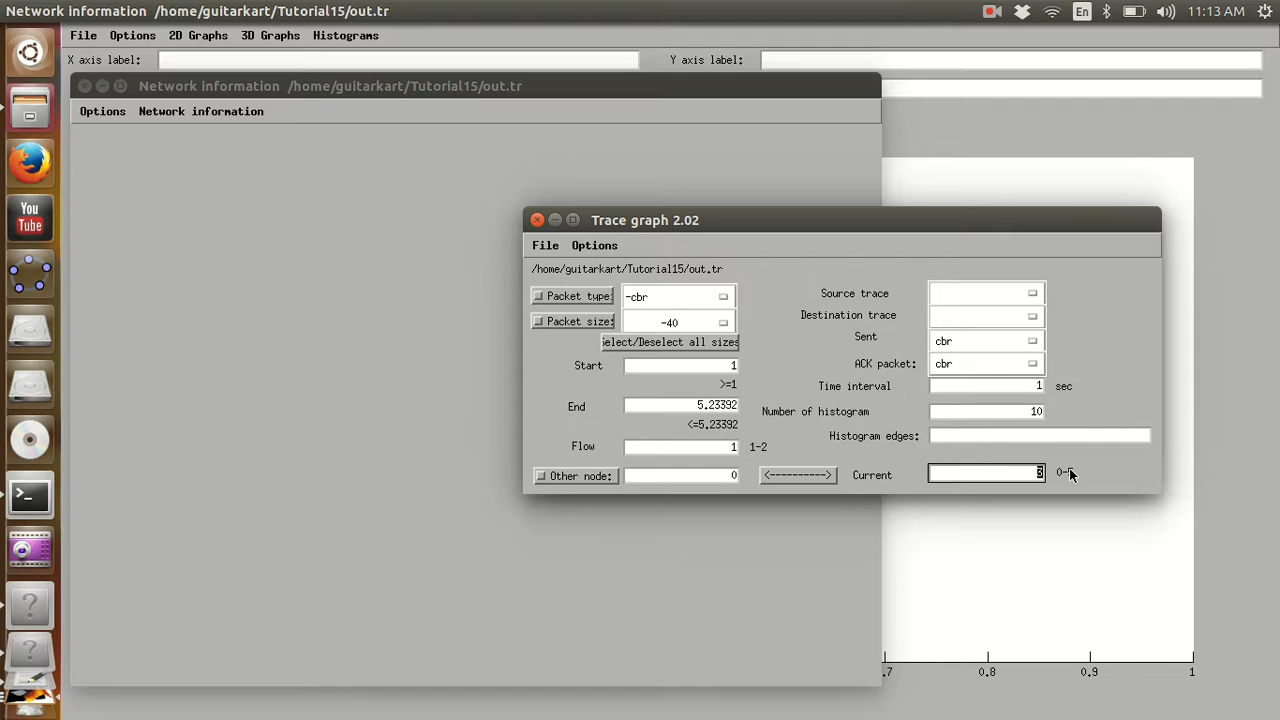 Network information /home/guitarkart/Tutorial15/out.tr
En
11:13 AM
File Options 2D Graphs 3D Graphs Histograms
X axis label: Y axis label:
Network information /home/guitarkart/Tutorial15/out.tr
Options Network information
You
Tube
>_
Trace graph 2.02
File Options
/home/guitarkart/Tutorial15/out.tr
Packet type: -cbr
Packet size: -40
elect/Deselect all sizes
Start 1
>=1
End 5.23392
<=5.23392
Flow 1 1-2
Other node: 0 <----------> Current
Source trace
Destination trace
Sent cbr
ACK packet: cbr
Time interval 1 sec
Number of histogram 10
Histogram edges:
0.8 0.9 1